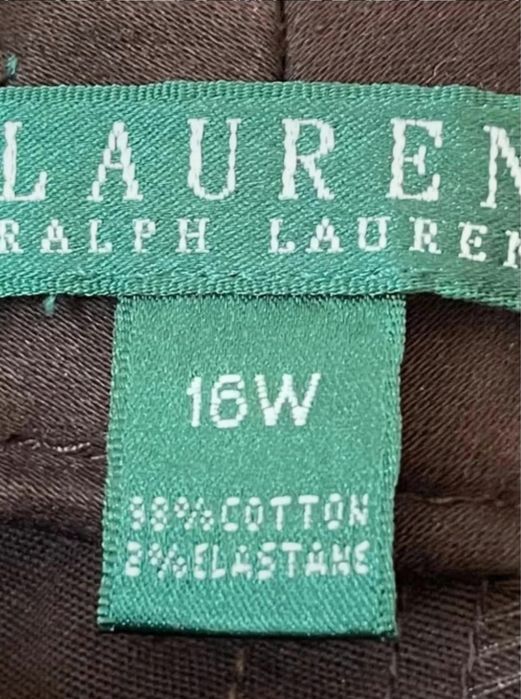 LAUREN
RALPH LAUREN
16W
98%COTTON
2%ELASTANE